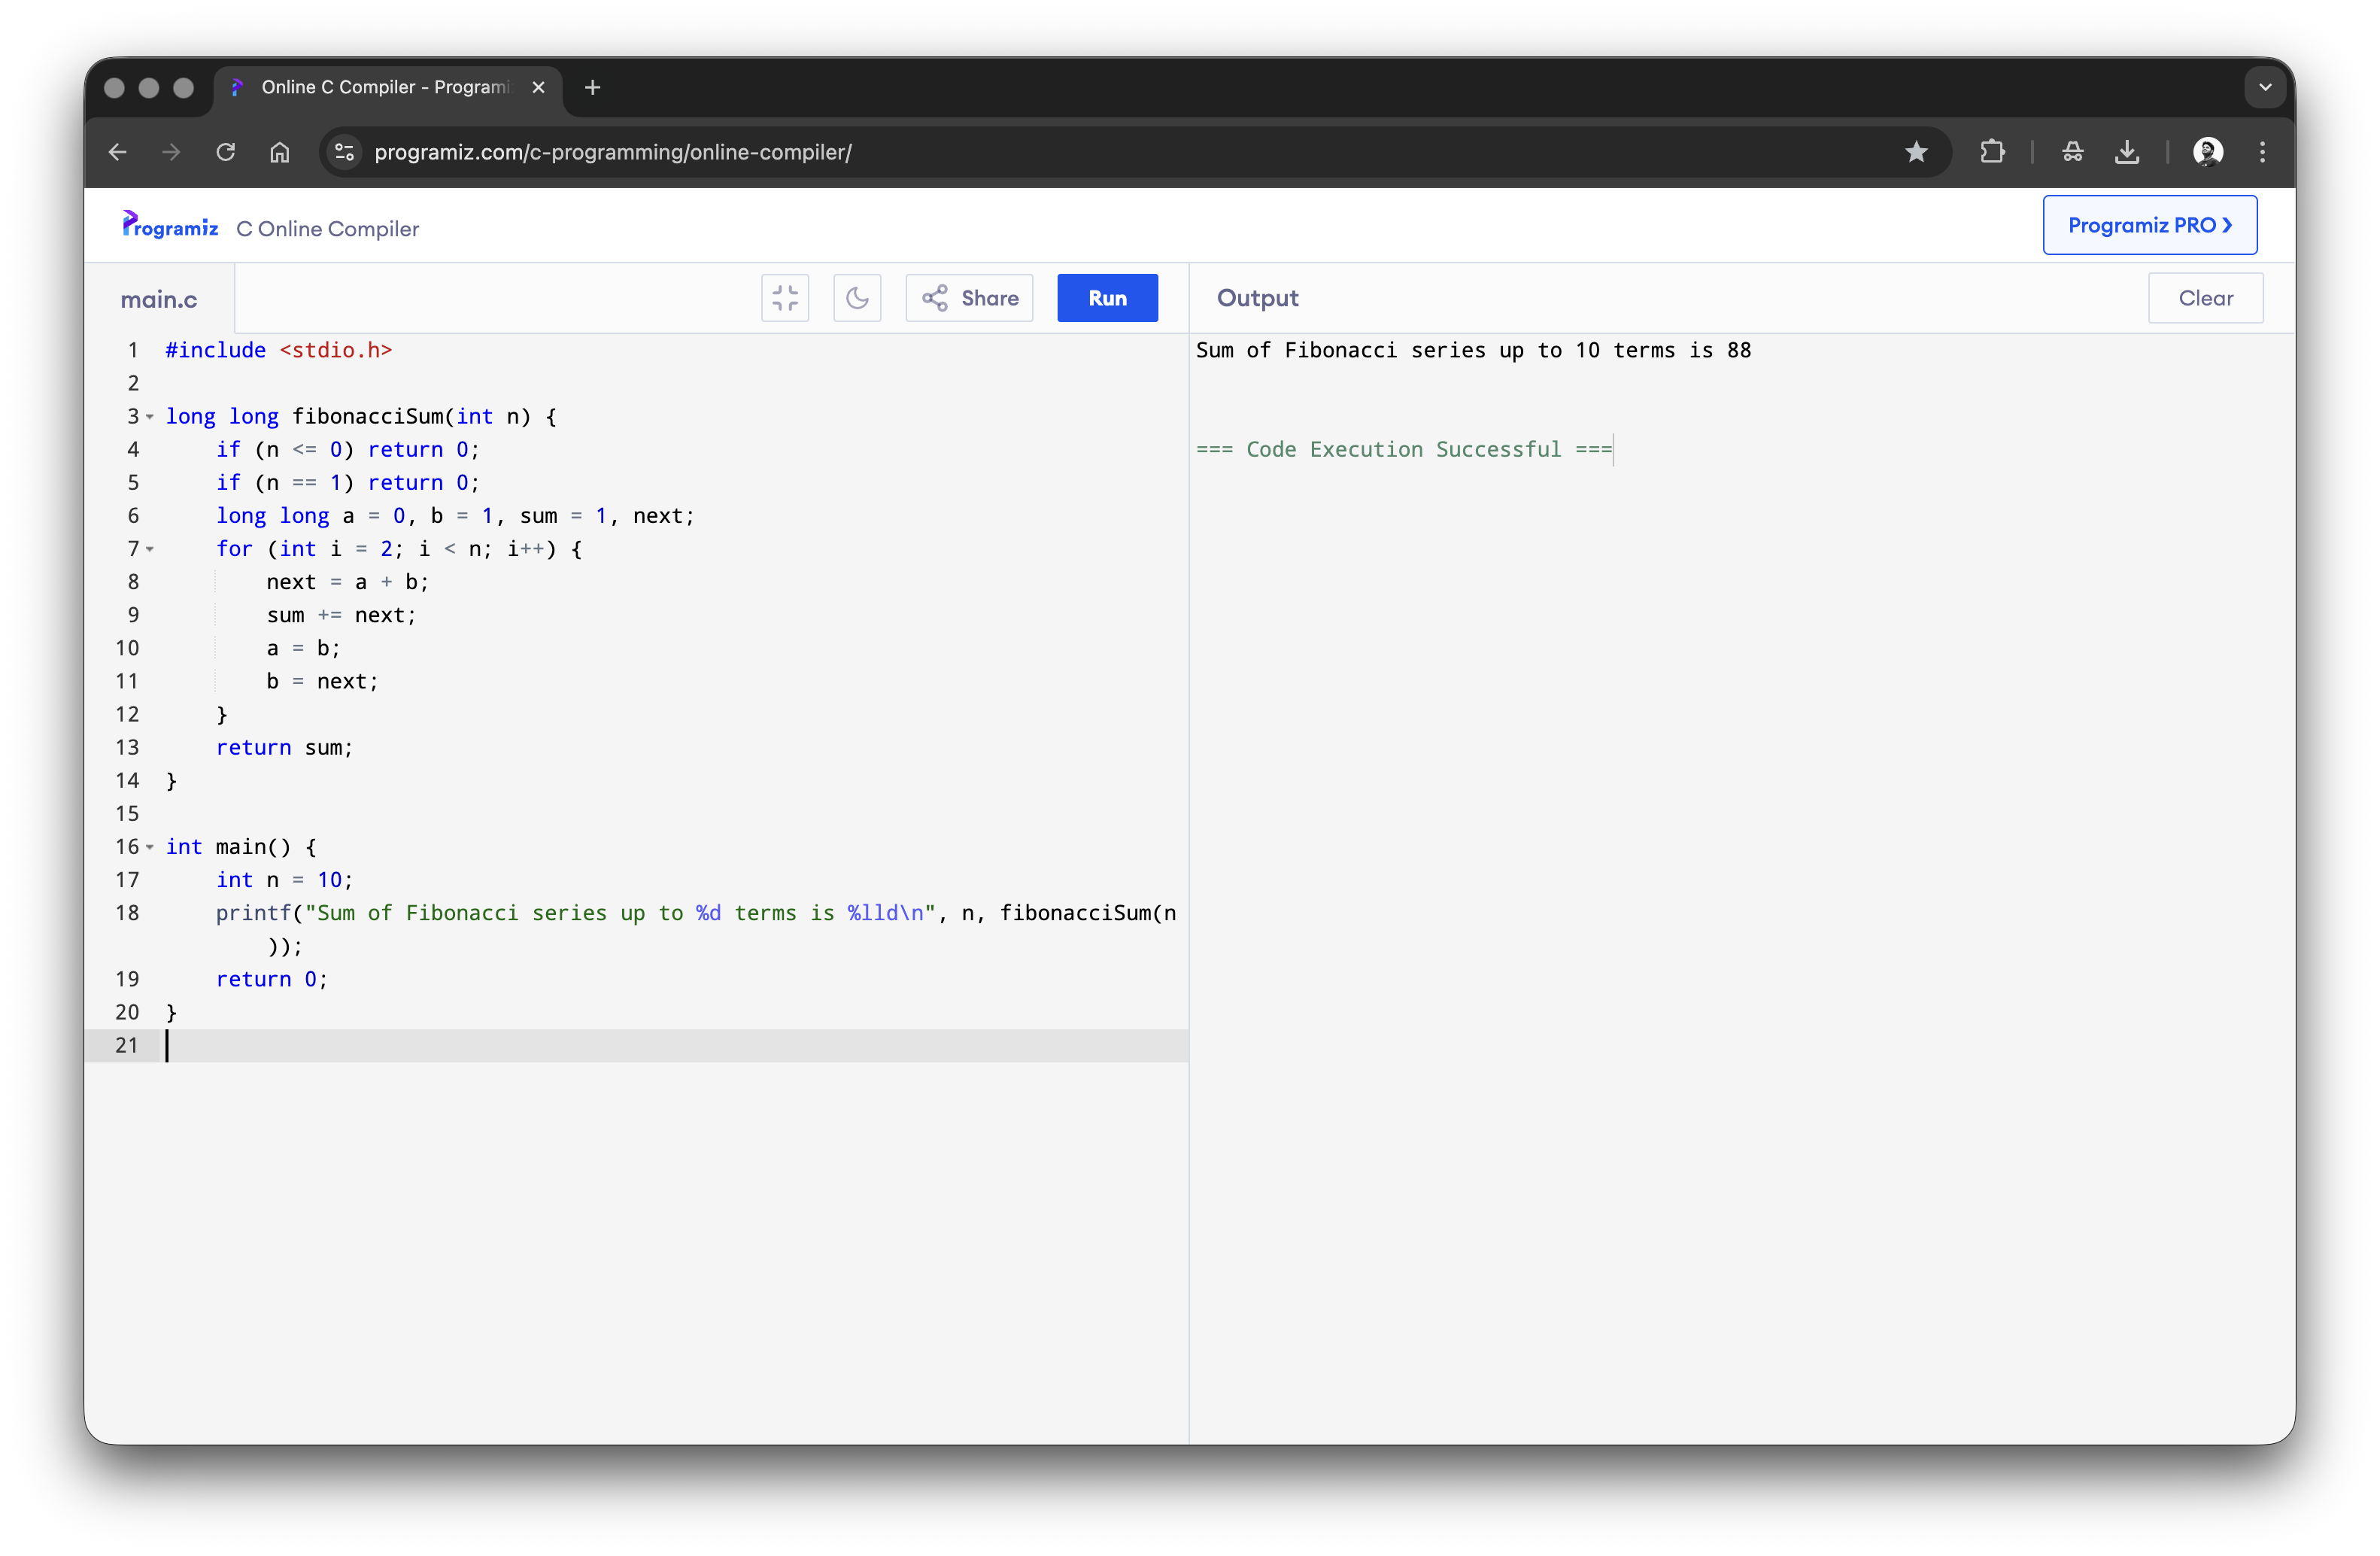 Online C Compiler - Programi
programiz.com/c-programming/online-compiler/
Programiz C Online Compiler
Programiz PRO
main.c
Share
Run
Output
Clear
1 #include <stdio.h>
2
3 long long fibonacciSum(int n) {
4     if (n <= 0) return 0;
5     if (n == 1) return 0;
6     long long a = 0, b = 1, sum = 1, next;
7     for (int i = 2; i < n; i++) {
8         next = a + b;
9         sum += next;
10         a = b;
11         b = next;
12     }
13     return sum;
14 }
15
16 int main() {
17     int n = 10;
18     printf("Sum of Fibonacci series up to %d terms is %lld\n", n, fibonacciSum(n
        ));
19     return 0;
20 }
21
Sum of Fibonacci series up to 10 terms is 88
=== Code Execution Successful ===